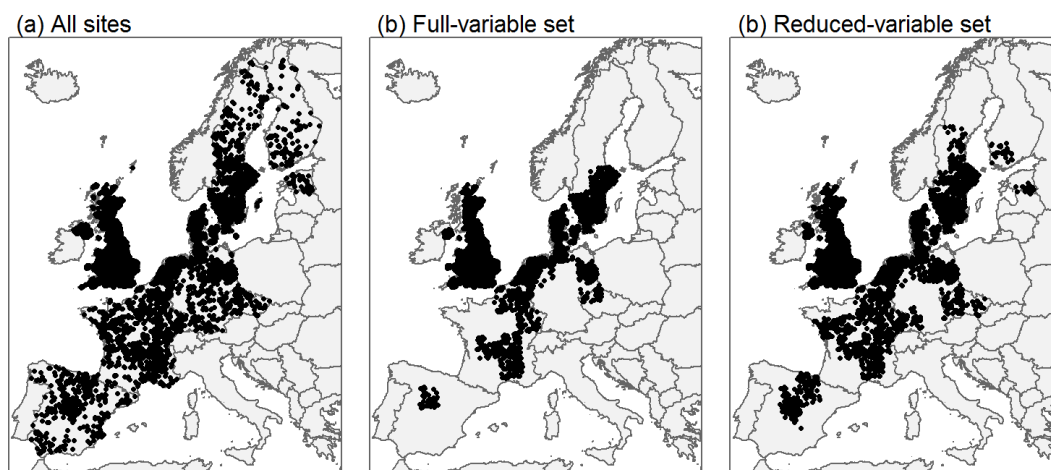 (a) All sites
(b) Full-variable set
(b) Reduced-variable set